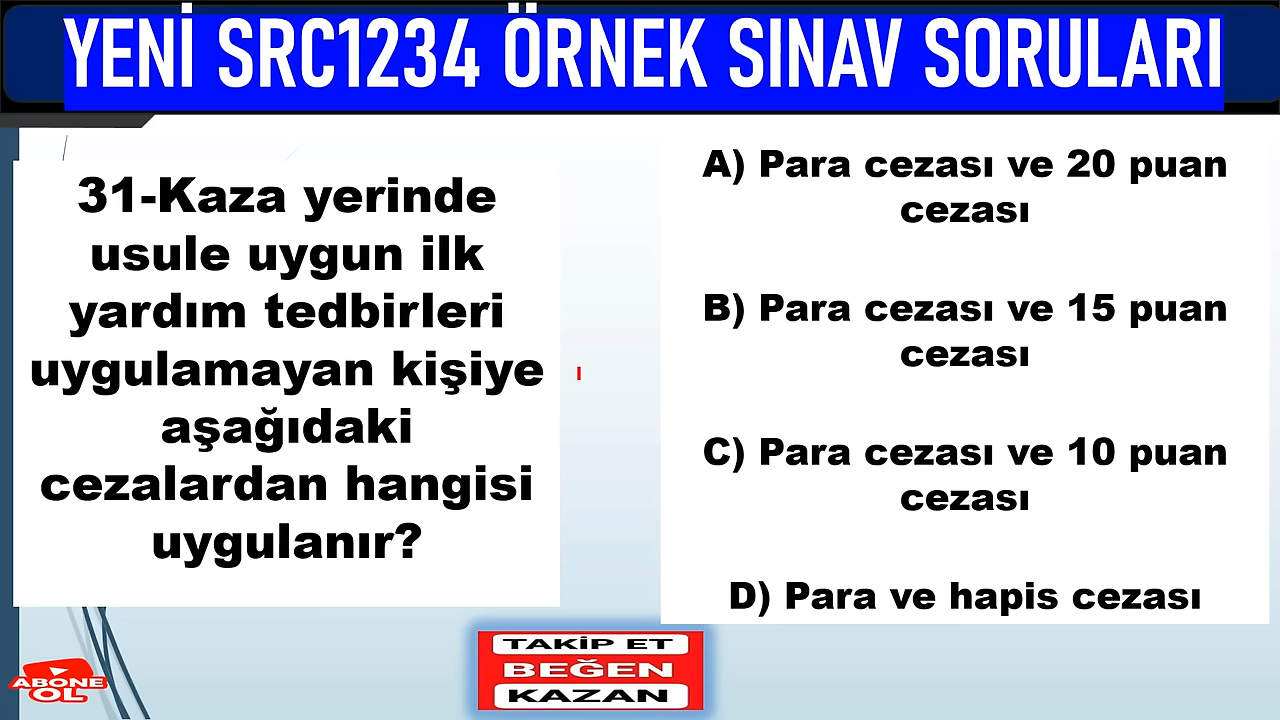 YENİ SRC1234 ÖRNEK SINAV SORULARI
31-Kaza yerinde
usule uygun ilk
yardım tedbirleri
uygulamayan kişiye
aşağıdaki
cezalardan hangisi
uygulanır?
A) Para cezası ve 20 puan
cezası
B) Para cezası ve 15 puan
cezası
C) Para cezası ve 10 puan
cezası
D) Para ve hapis cezası
TAKİP ET
BEĞEN
KAZAN
ABONE
OL